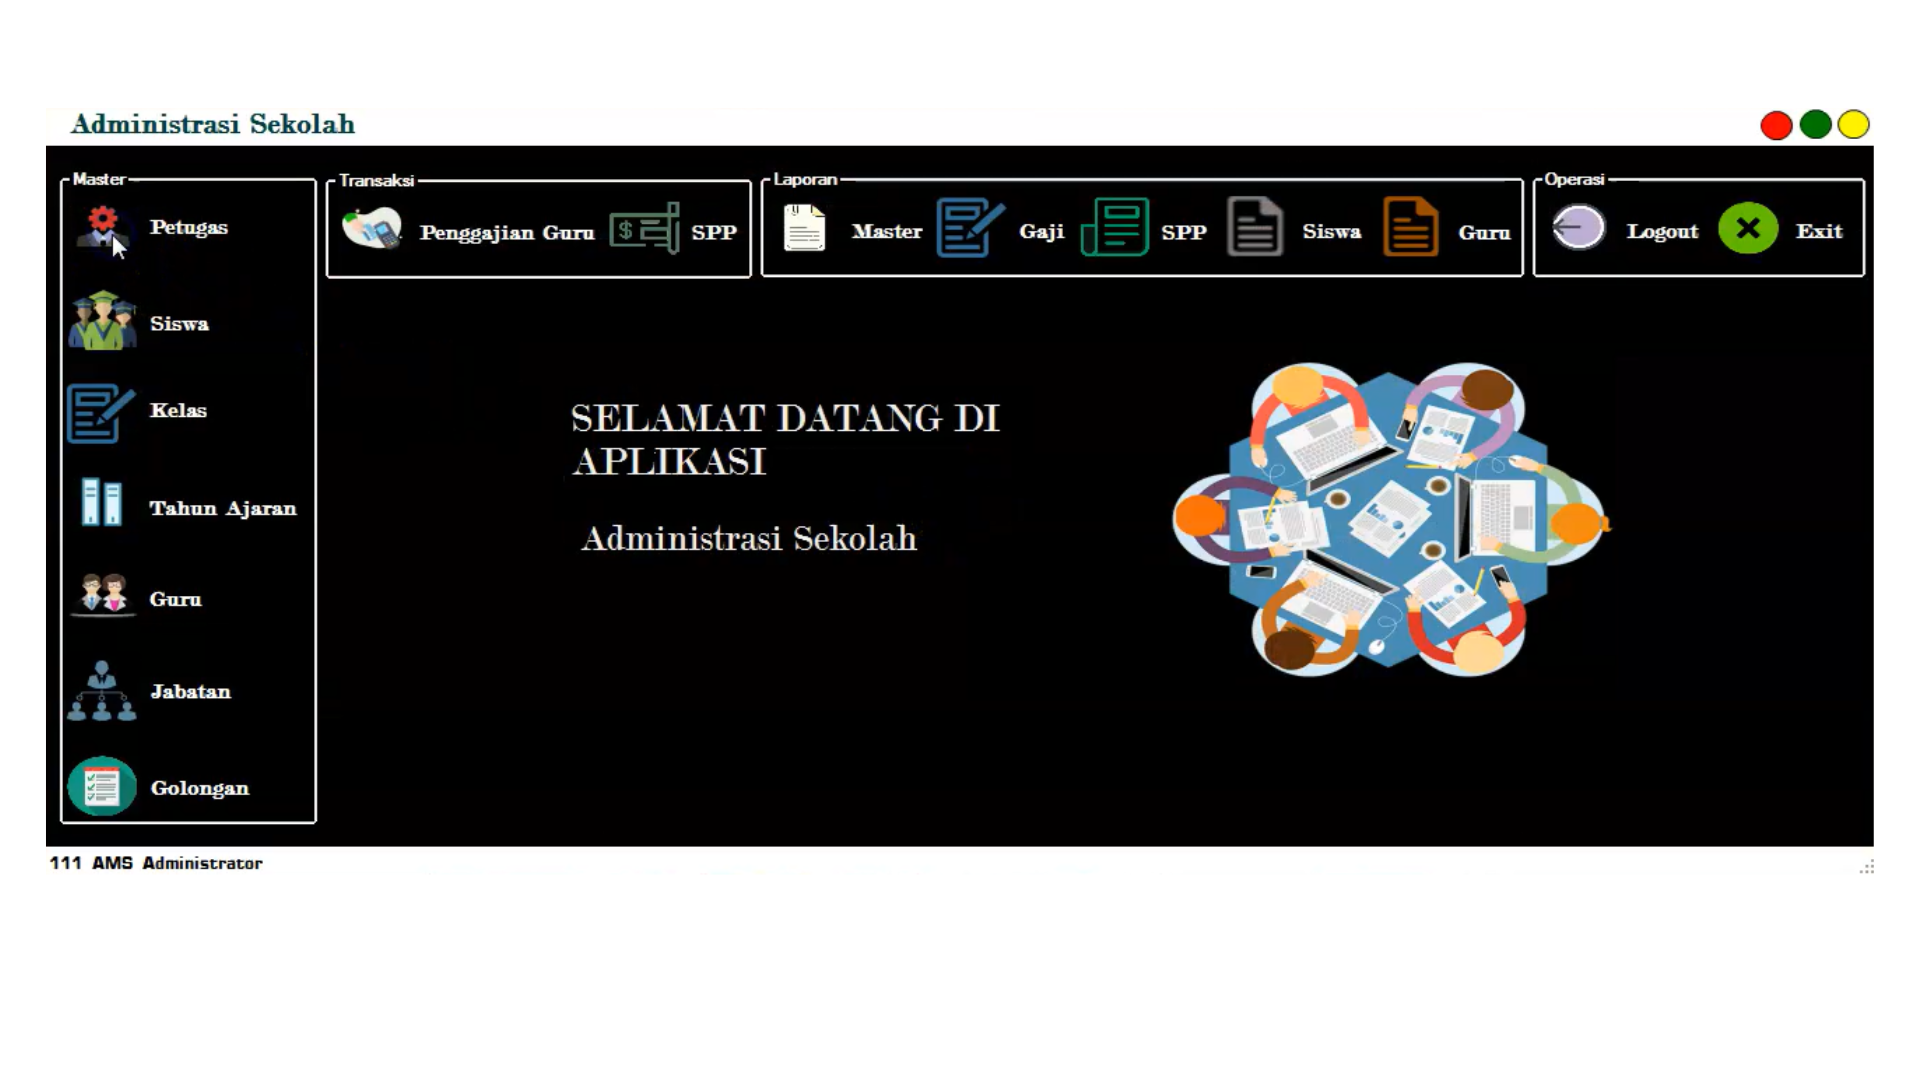 Administrasi Sekolah
Master
Petugas
Siswa
Kelas
Tahun Ajaran
Guru
Jabatan
Golongan
Transaksi
Penggajian Guru
SPP
Laporan
Master
Gaji
SPP
Siswa
Guru
Operasi
Logout
Exit
SELAMAT DATANG DI
APLIKASI
Administrasi Sekolah
111 AMS Administrator